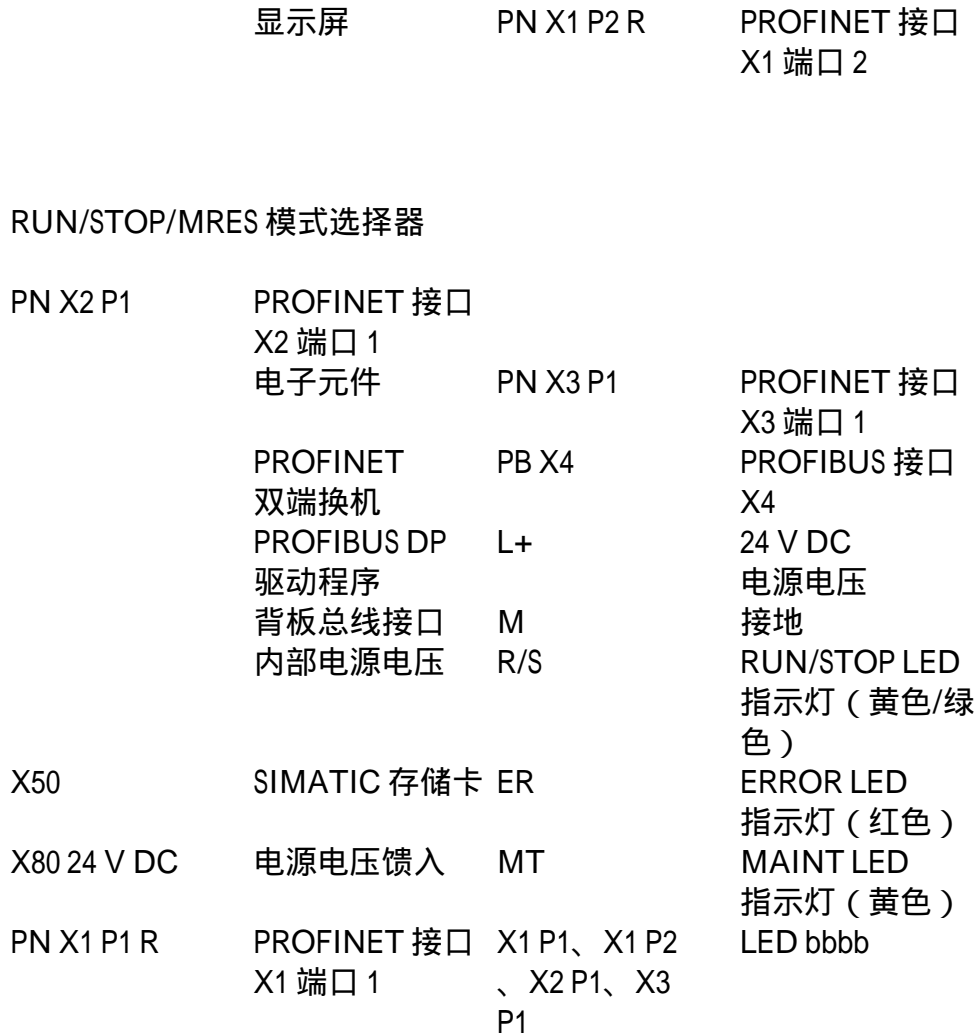 显示屏 PN X1 P2 R PROFINET 接口
X1 端口 2
RUN/STOP/MRES 模式选择器
PN X2 P1 PROFINET 接口
X2 端口 1
电子元件 PN X3 P1 PROFINET 接口
X3 端口 1
PROFINET PB X4 PROFIBUS 接口
双端换机 X4
PROFIBUS DP L+ 24 V DC
驱动程序 电源电压
背板总线接口 M 接地
内部电源电压 R/S RUN/STOP LED
指示灯（黄色/绿
色）
X50 SIMATIC 存储卡 ER ERROR LED
指示灯（红色）
X80 24 V DC 电源电压馈入 MT MAINT LED
指示灯（黄色）
PN X1 P1 R PROFINET 接口 X1 P1、X1 P2 LED bbbb
X1 端口 1 、X2 P1、X3
P1